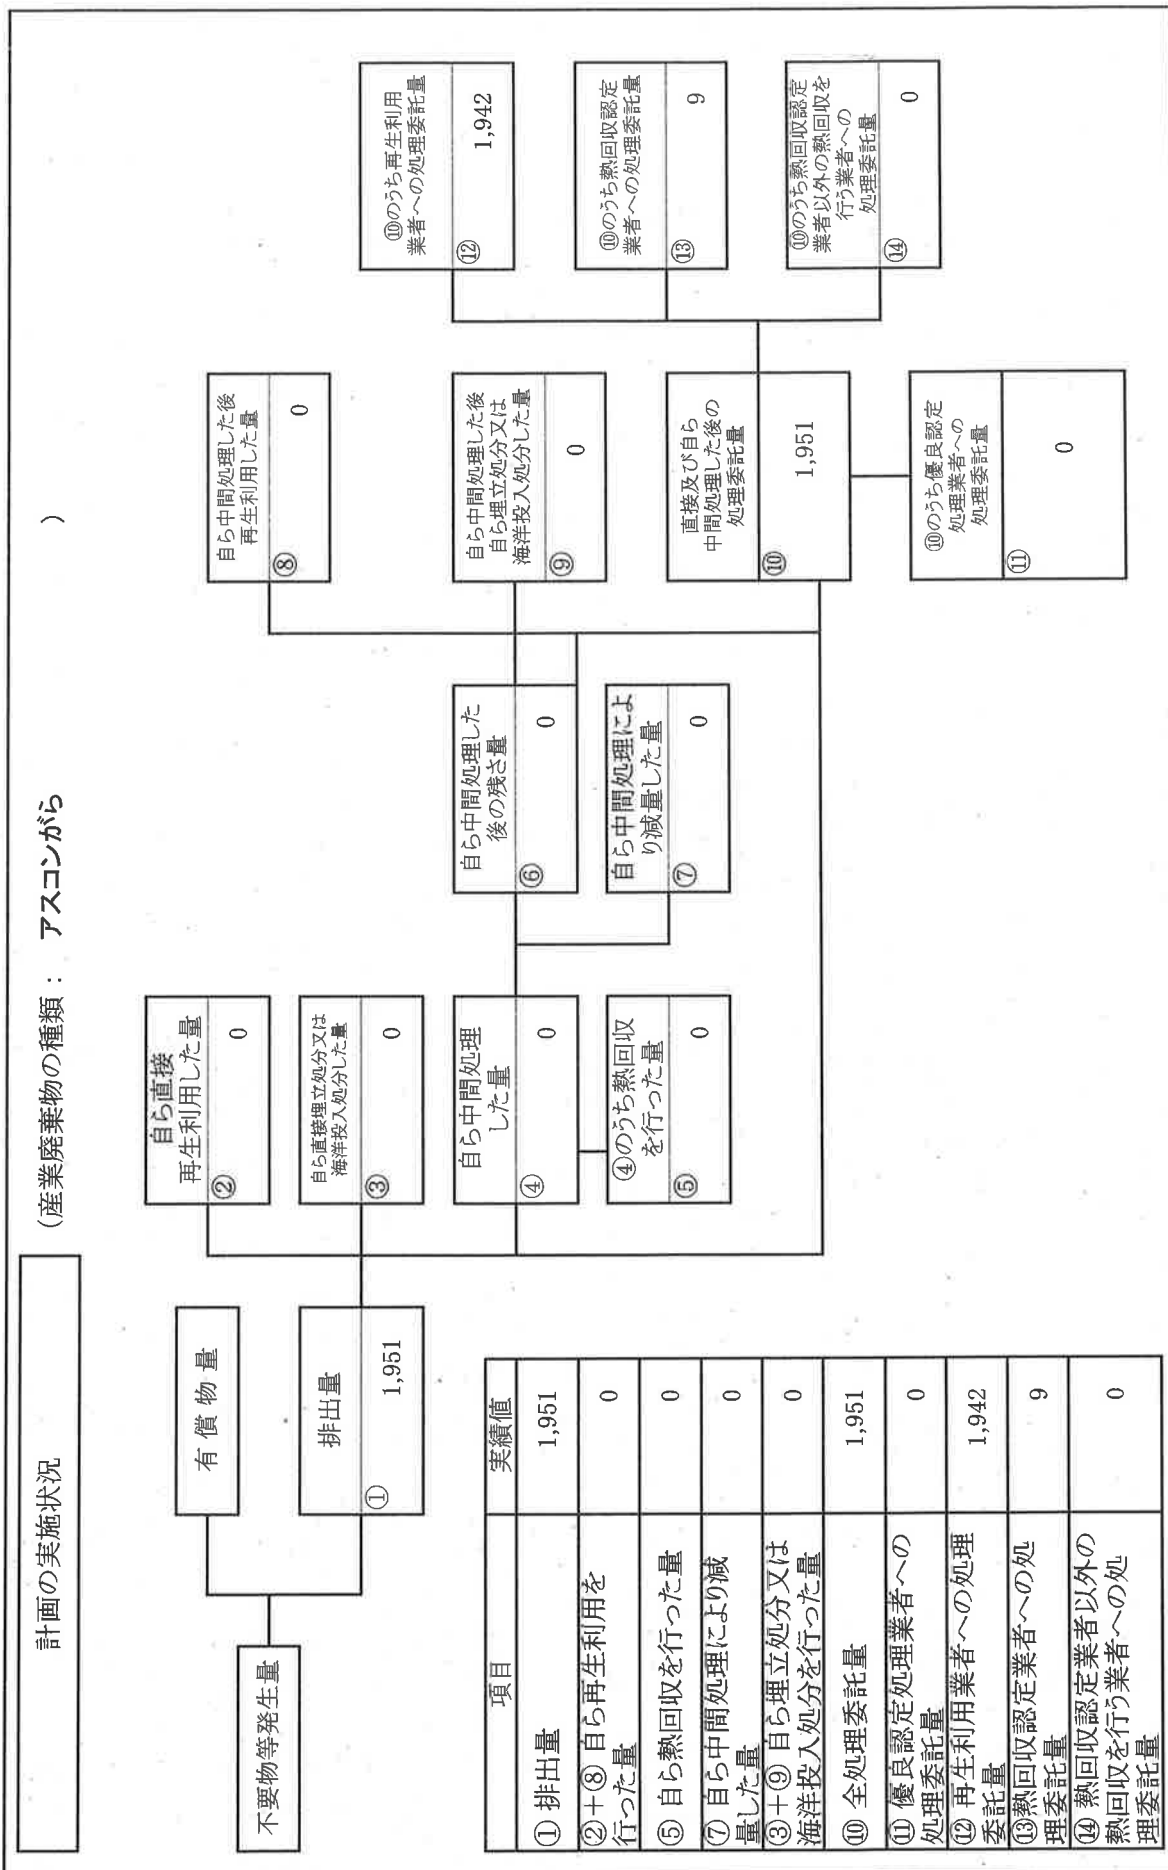 計画の実施状況
(産業廃棄物の種類： アスコンがら )
不要物等発生量
有償物量
排出量
① 1,951
自ら直接
再生利用した量
② 0
自ら直接埋立処分又は
海洋投入処分した量
③ 0
自ら中間処理
した量
④ 0
④のうち熱回収
を行った量
⑤ 0
自ら中間処理した
後の残さ量
⑥ 0
自ら中間処理によ
り減量した量
⑦ 0
自ら中間処理した後
再生利用した量
⑧ 0
自ら中間処理した後
自ら埋立処分又は
海洋投入処分した量
⑨ 0
直接及び自ら
中間処理した後の
処理委託量
⑩ 1,951
⑩のうち優良認定
処理業者への
処理委託量
⑪ 0
⑩のうち再生利用
業者への処理委託量
⑫ 1,942
⑩のうち熱回収認定
業者への処理委託量
⑬ 9
⑩のうち熱回収認定
業者以外の熱回収を
行う業者への
処理委託量
⑭ 0
項目 実績値
① 排出量 1,951
②＋⑧ 自ら再生利用を
行った量 0
⑤ 自ら熱回収を行った量 0
⑦ 自ら中間処理により減
量した量 0
③＋⑨ 自ら埋立処分又は
海洋投入処分を行った量 0
⑩ 全処理委託量 1,951
⑪ 優良認定処理業者への
処理委託量 0
⑫ 再生利用業者への処理
委託量 1,942
⑬熱回収認定業者への処
理委託量 9
⑭ 熱回収認定業者以外の
熱回収を行う業者への処
理委託量 0